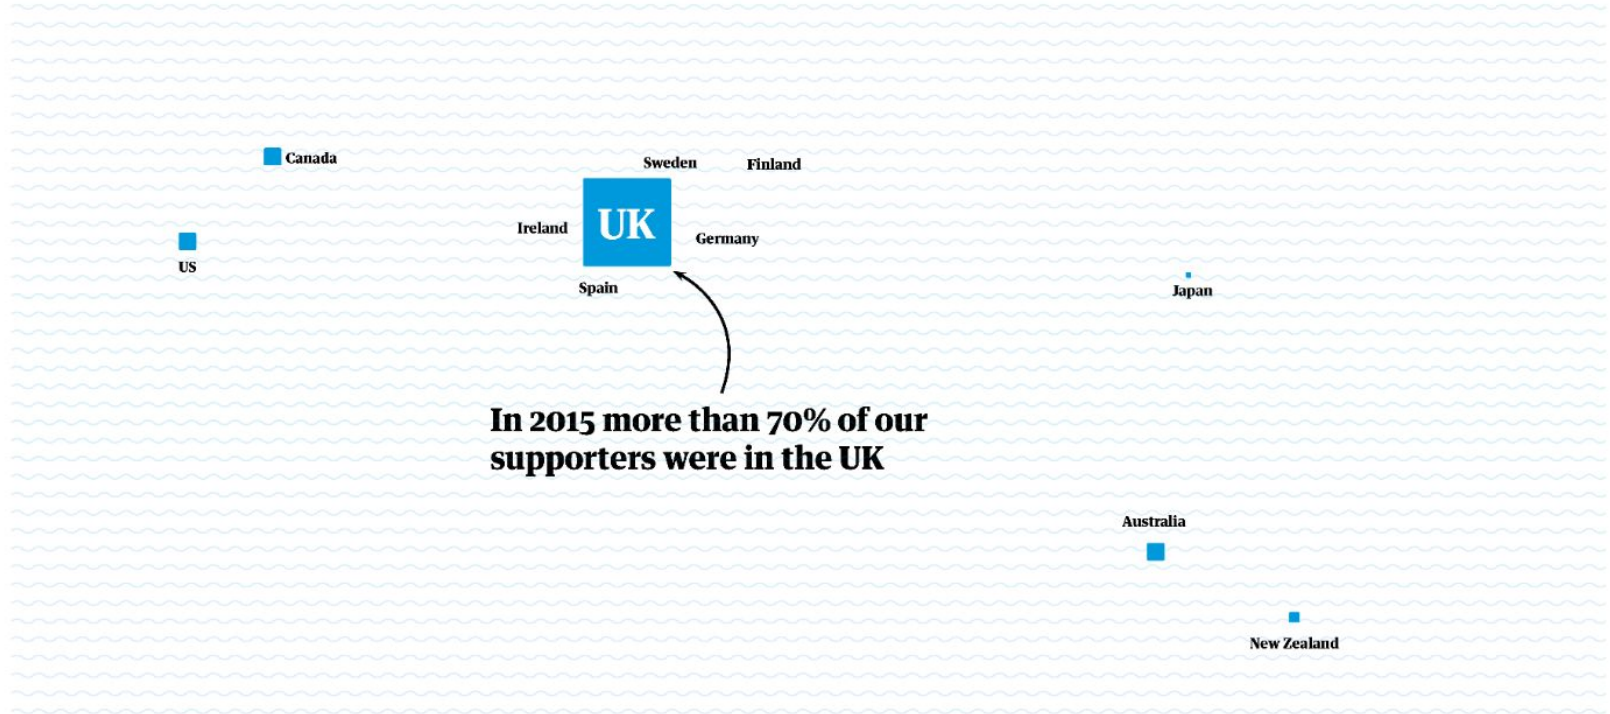 Canada
Sweden
Finland
UK
Ireland
Germany
US
Spain
Japan
In 2015 more than 70% of our
supporters were in the UK
Australia
New Zealand